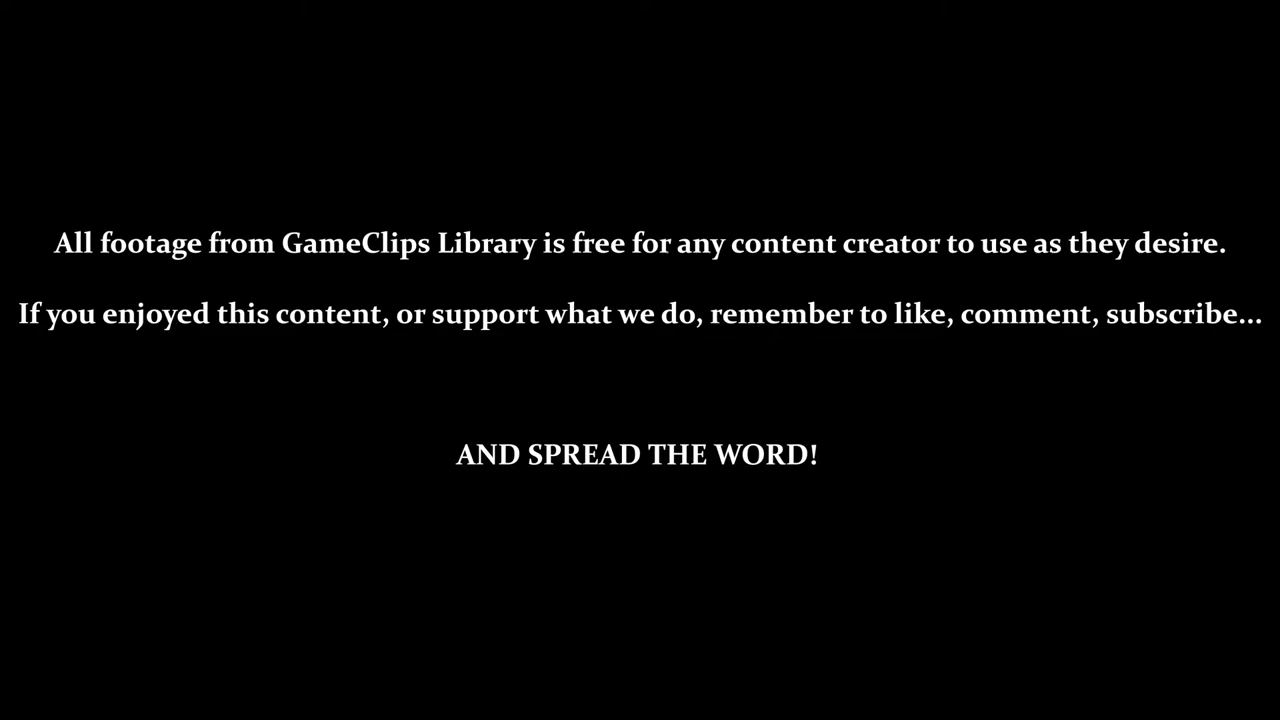 All footage from GameClips Library is free for any content creator to use as they desire.
If you enjoyed this content, or support what we do, remember to like, comment, subscribe...
AND SPREAD THE WORD!